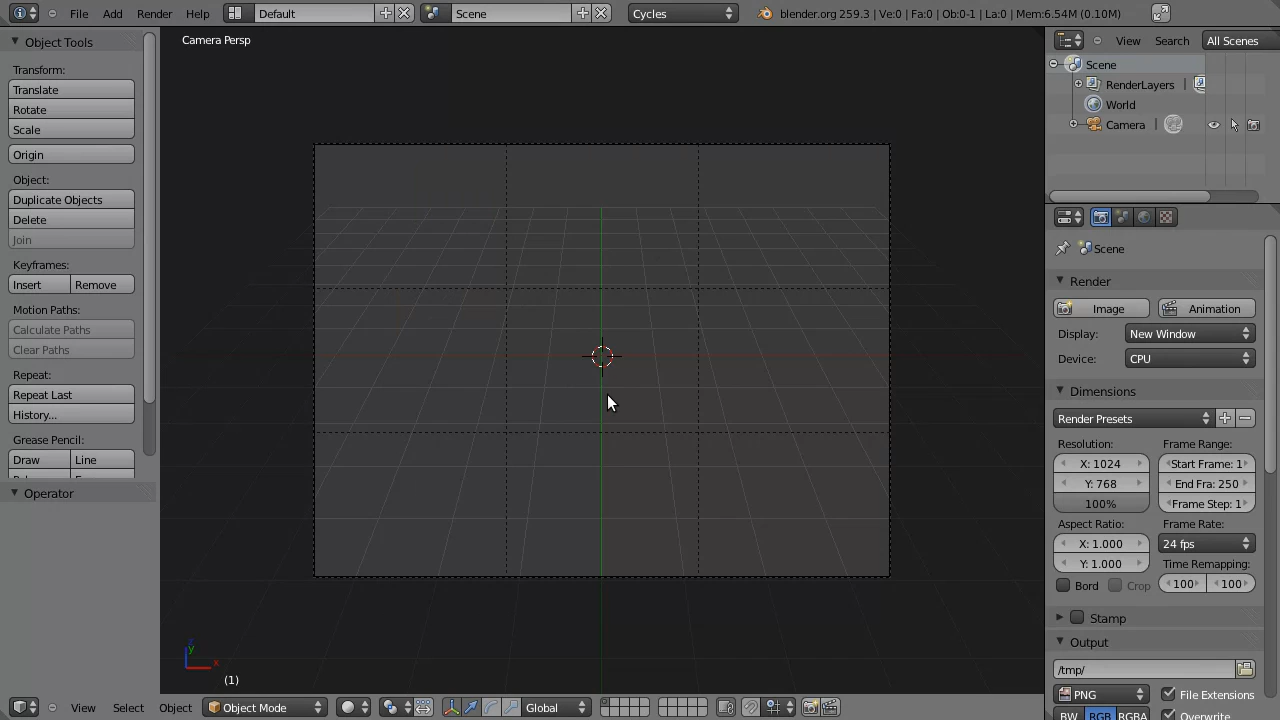 File Add Render Help Default Scene Cycles blender.org 259.3 | Ve:0 | Fa:0 | Ob:0-1 | La:0 | Mem:6.54M (0.10M)
Object Tools
Transform:
Translate
Rotate
Scale
Origin
Object:
Duplicate Objects
Delete
Join
Keyframes:
Insert Remove
Motion Paths:
Calculate Paths
Clear Paths
Repeat:
Repeat Last
History...
Grease Pencil:
Draw Line
Operator
Camera Persp
z
y
x
(1)
View Select Object Object Mode Global
View Search All Scenes
Scene
RenderLayers |
World
Camera |
Scene
Render
Image Animation
Display: New Window
Device: CPU
Dimensions
Render Presets
Resolution: Frame Range:
X: 1024 Start Frame: 1
Y: 768 End Fra: 250
100% Frame Step: 1
Aspect Ratio: Frame Rate:
X: 1.000 24 fps
Y: 1.000 Time Remapping:
Bord Crop 100 100
Stamp
Output
/tmp/
PNG File Extensions
BW RGB RGBA Overwrite